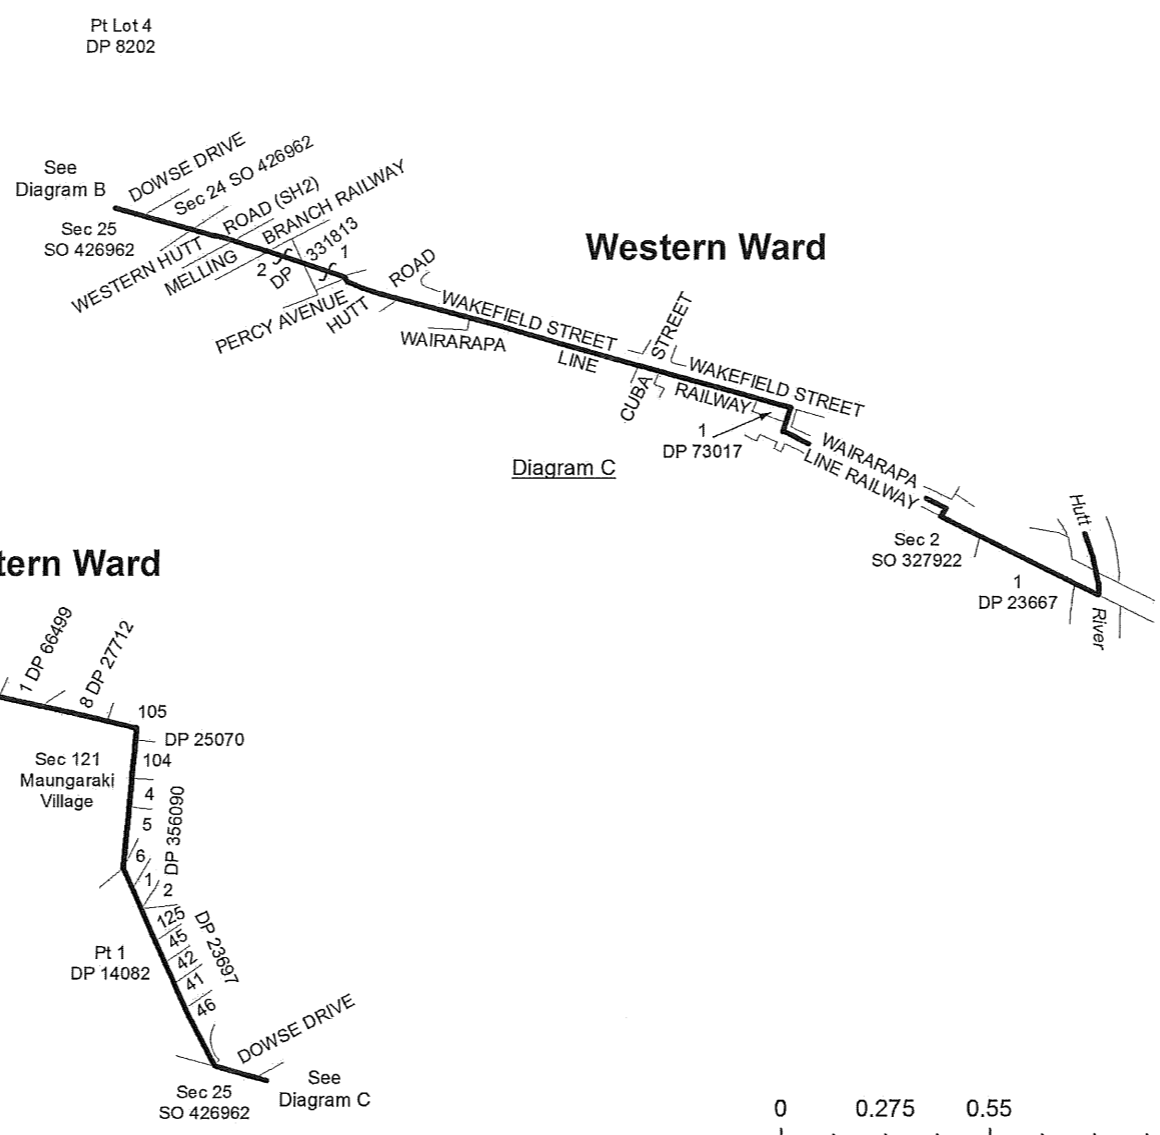 Pt Lot 4
DP 8202
See
Diagram B
DOWSE DRIVE
Sec 24 SO 426962
Sec 25
SO 426962
WESTERN HUTT ROAD (SH2)
MELLING BRANCH RAILWAY
2
DP 331813
1
PERCY AVENUE
HUTT ROAD
Western Ward
WAKEFIELD STREET
WAIRARAPA
LINE
CUBA STREET
RAILWAY
WAKEFIELD STREET
1
DP 73017
Diagram C
WAIRARAPA
LINE RAILWAY
Sec 2
SO 327922
1
DP 23667
Hutt
River
tern Ward
1 DP 66499
8 DP 27712
105
DP 25070
104
Sec 121
Maungaraki
Village
4
5
6
DP 356090
1
2
125
45
42
41
46
DP 23697
Pt 1
DP 14082
DOWSE DRIVE
Sec 25
SO 426962
See
Diagram C
0 0.275 0.55